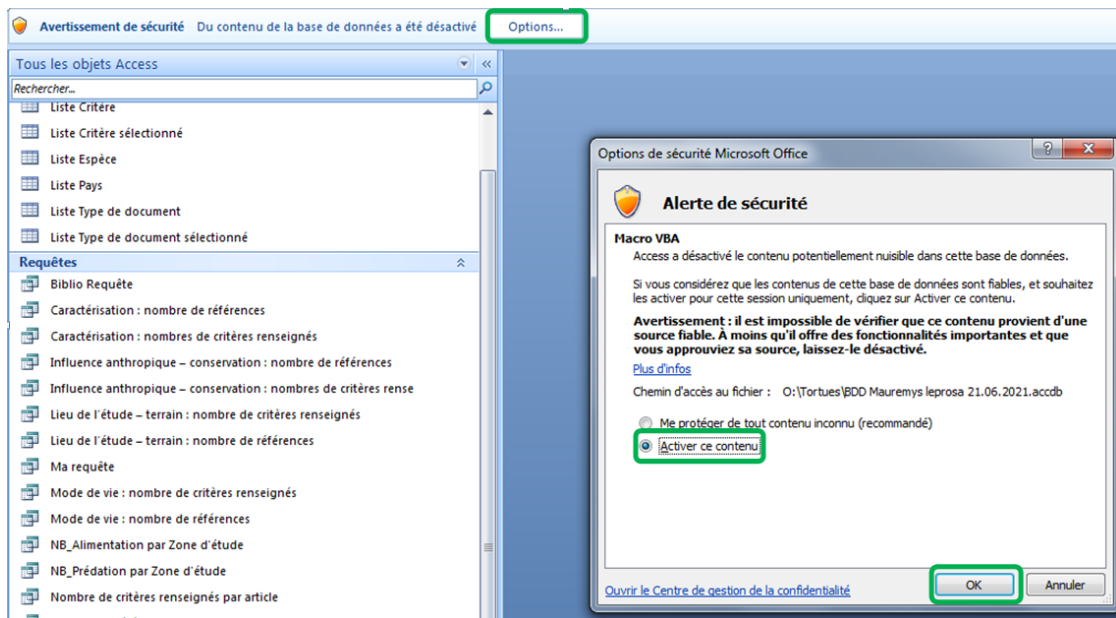 Avertissement de sécurité Du contenu de la base de données a été désactivé Options...
Tous les objets Access
Rechercher...
Liste Critère
Liste Critère sélectionné
Liste Espèce
Liste Pays
Liste Type de document
Liste Type de document sélectionné
Requêtes
Biblio Requête
Caractérisation : nombre de références
Caractérisation : nombres de critères renseignés
Influence anthropique – conservation : nombre de références
Influence anthropique – conservation : nombres de critères rense
Lieu de l'étude – terrain : nombre de critères renseignés
Lieu de l'étude – terrain : nombre de références
Ma requête
Mode de vie : nombre de critères renseignés
Mode de vie : nombre de références
NB_Alimentation par Zone d'étude
NB_Prédation par Zone d'étude
Nombre de critères renseignés par article
Options de sécurité Microsoft Office
Alerte de sécurité
Macro VBA
Access a désactivé le contenu potentiellement nuisible dans cette base de données.
Si vous considérez que les contenus de cette base de données sont fiables, et souhaitez
les activer pour cette session uniquement, cliquez sur Activer ce contenu.
Avertissement : il est impossible de vérifier que ce contenu provient d'une
source fiable. À moins qu'il offre des fonctionnalités importantes et que
vous approuviez sa source, laissez-le désactivé.
Plus d'infos
Chemin d'accès au fichier : O:\Tortues\BDD Mauremys leprosa 21.06.2021.accdb
Me protéger de tout contenu inconnu (recommandé)
Activer ce contenu
Ouvrir le Centre de gestion de la confidentialité
OK
Annuler